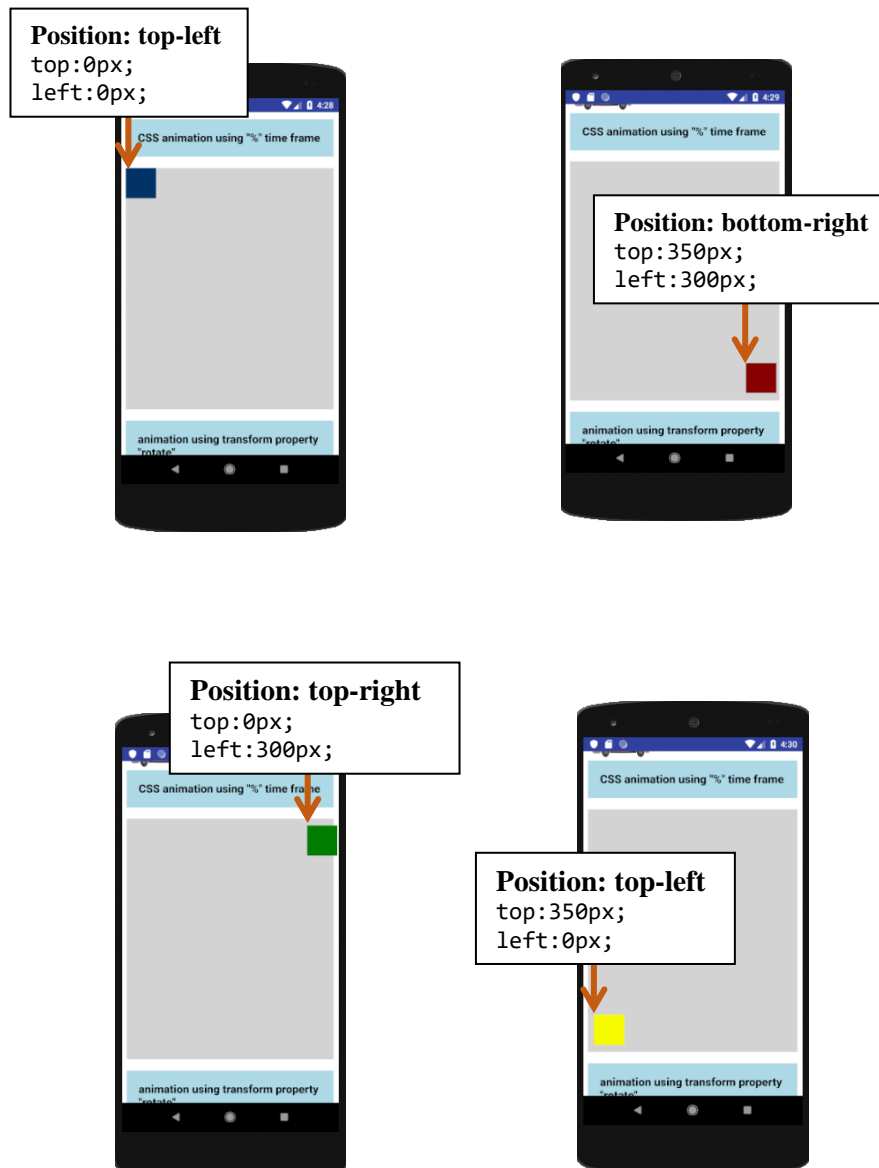 Position: top-left
top:0px;
left:0px;
4:28
CSS animation using "%" time frame
animation using transform property
"rotate"
4:29
CSS animation using "%" time frame
Position: bottom-right
top:350px;
left:300px;
animation using transform property
"rotate"
Position: top-right
top:0px;
left:300px;
CSS animation using "%" time frame
animation using transform property
"rotate"
4:30
CSS animation using "%" time frame
Position: top-left
top:350px;
left:0px;
animation using transform property
"rotate"